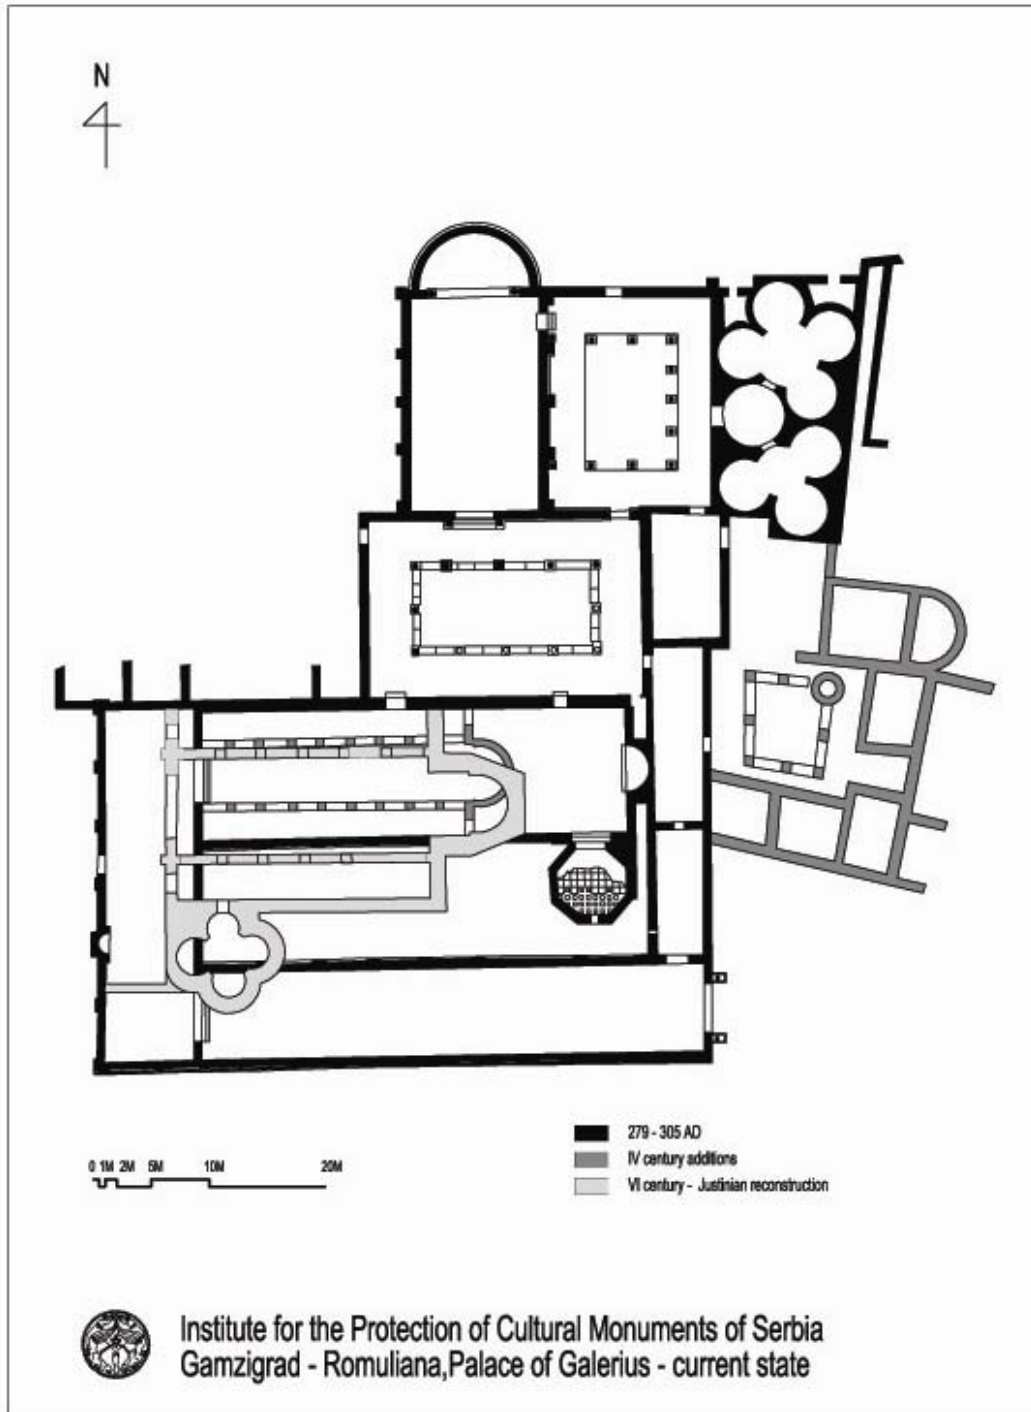 N
279 - 305 AD
IV century additions
VI century - Justinian reconstruction
0 1M 2M 5M 10M 20M
Institute for the Protection of Cultural Monuments of Serbia
Gamzigrad - Romuliana,Palace of Galerius - current state